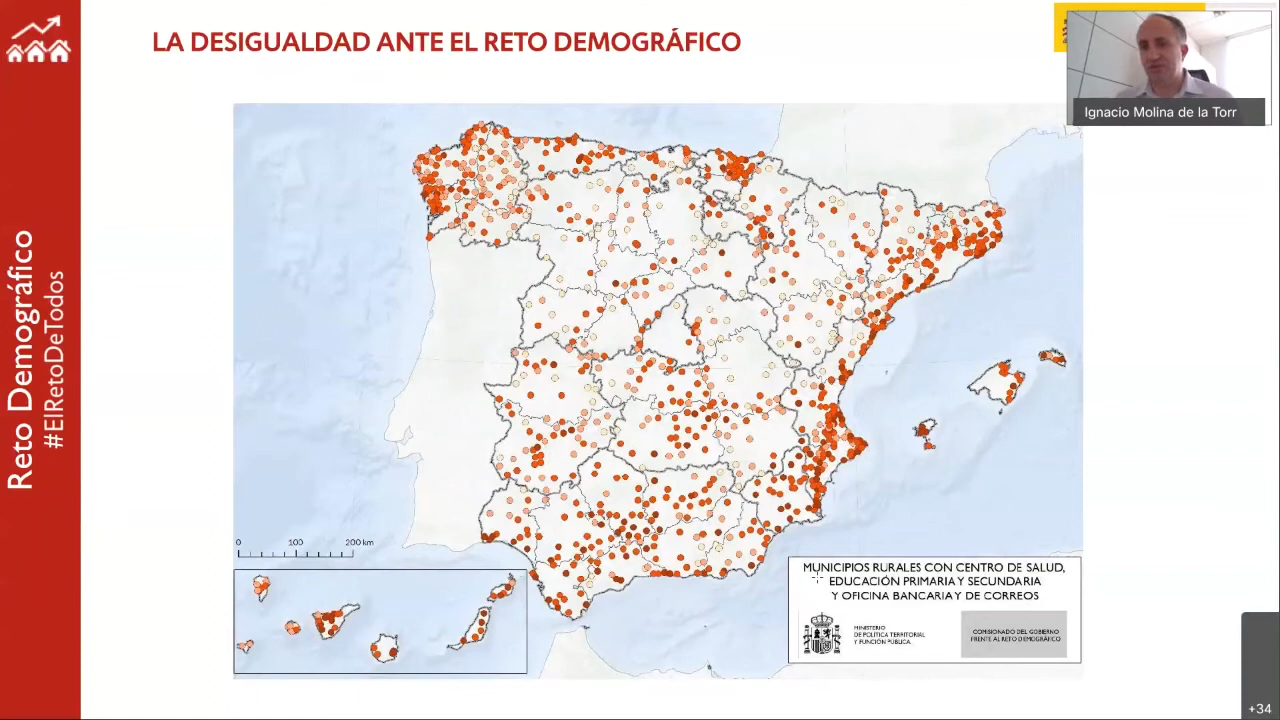 LA DESIGUALDAD ANTE EL RETO DEMOGRÁFICO
Ignacio Molina de la Torr
Reto Demográfico
#ElRetoDeTodos
0 100 200 km
MUNICIPIOS RURALES CON CENTRO DE SALUD,
EDUCACIÓN PRIMARIA Y SECUNDARIA
Y OFICINA BANCARIA Y DE CORREOS
MINISTERIO
DE POLÍTICA TERRITORIAL
Y FUNCIÓN PÚBLICA
COMISIONADO DEL GOBIERNO
FRENTE AL RETO DEMOGRÁFICO
+34